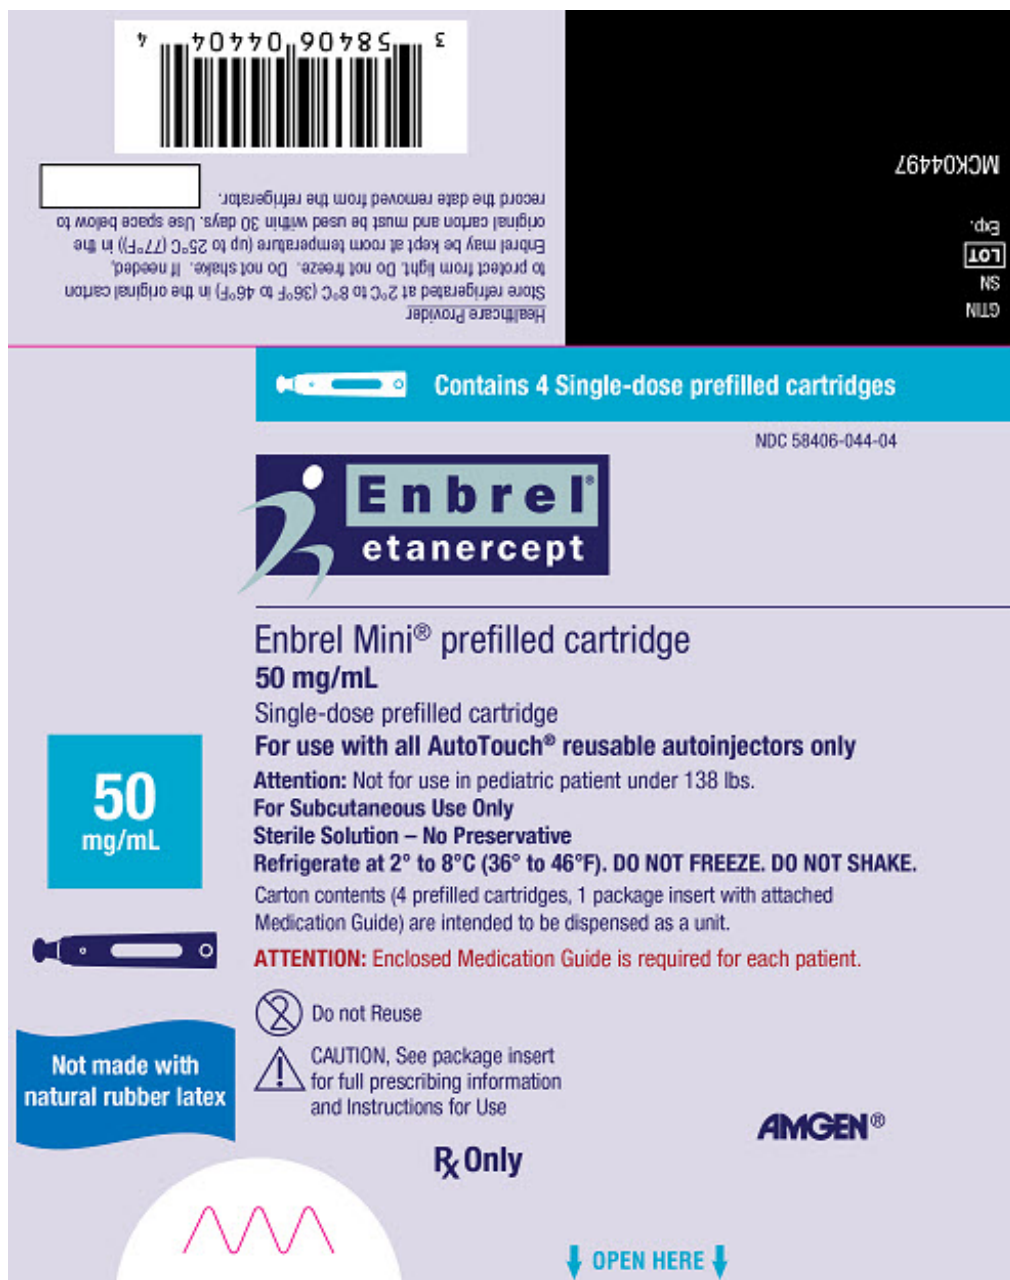 3 58406 04404 4
Healthcare Provider
Store refrigerated at 2°C to 8°C (36°F to 46°F) in the original carton
to protect from light. Do not freeze. Do not shake. If needed,
Enbrel may be kept at room temperature (up to 25°C (77°F)) in the
original carton and must be used within 30 days. Use space below to
record the date removed from the refrigerator.
GTIN
SN
LOT
Exp.
MCK04497
Contains 4 Single-dose prefilled cartridges
NDC 58406-044-04
Enbrel®
etanercept
Enbrel Mini® prefilled cartridge
50 mg/mL
Single-dose prefilled cartridge
For use with all AutoTouch® reusable autoinjectors only
Attention: Not for use in pediatric patient under 138 lbs.
For Subcutaneous Use Only
Sterile Solution – No Preservative
Refrigerate at 2° to 8°C (36° to 46°F). DO NOT FREEZE. DO NOT SHAKE.
Carton contents (4 prefilled cartridges, 1 package insert with attached
Medication Guide) are intended to be dispensed as a unit.
ATTENTION: Enclosed Medication Guide is required for each patient.
50
mg/mL
Not made with
natural rubber latex
2
Do not Reuse
CAUTION, See package insert
for full prescribing information
and Instructions for Use
AMGEN®
Rx Only
OPEN HERE